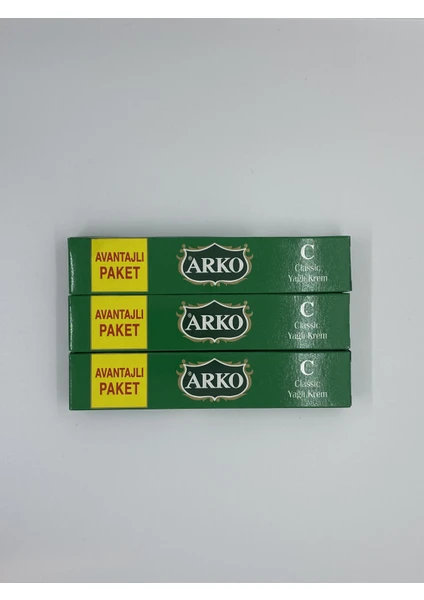 AVANTAJLI
PAKET
ARKO
C
Classic
Yağlı Krem
AVANTAJLI
PAKET
ARKO
C
Classic
Yağlı Krem
AVANTAJLI
PAKET
ARKO
C
Classic
Yağlı Krem